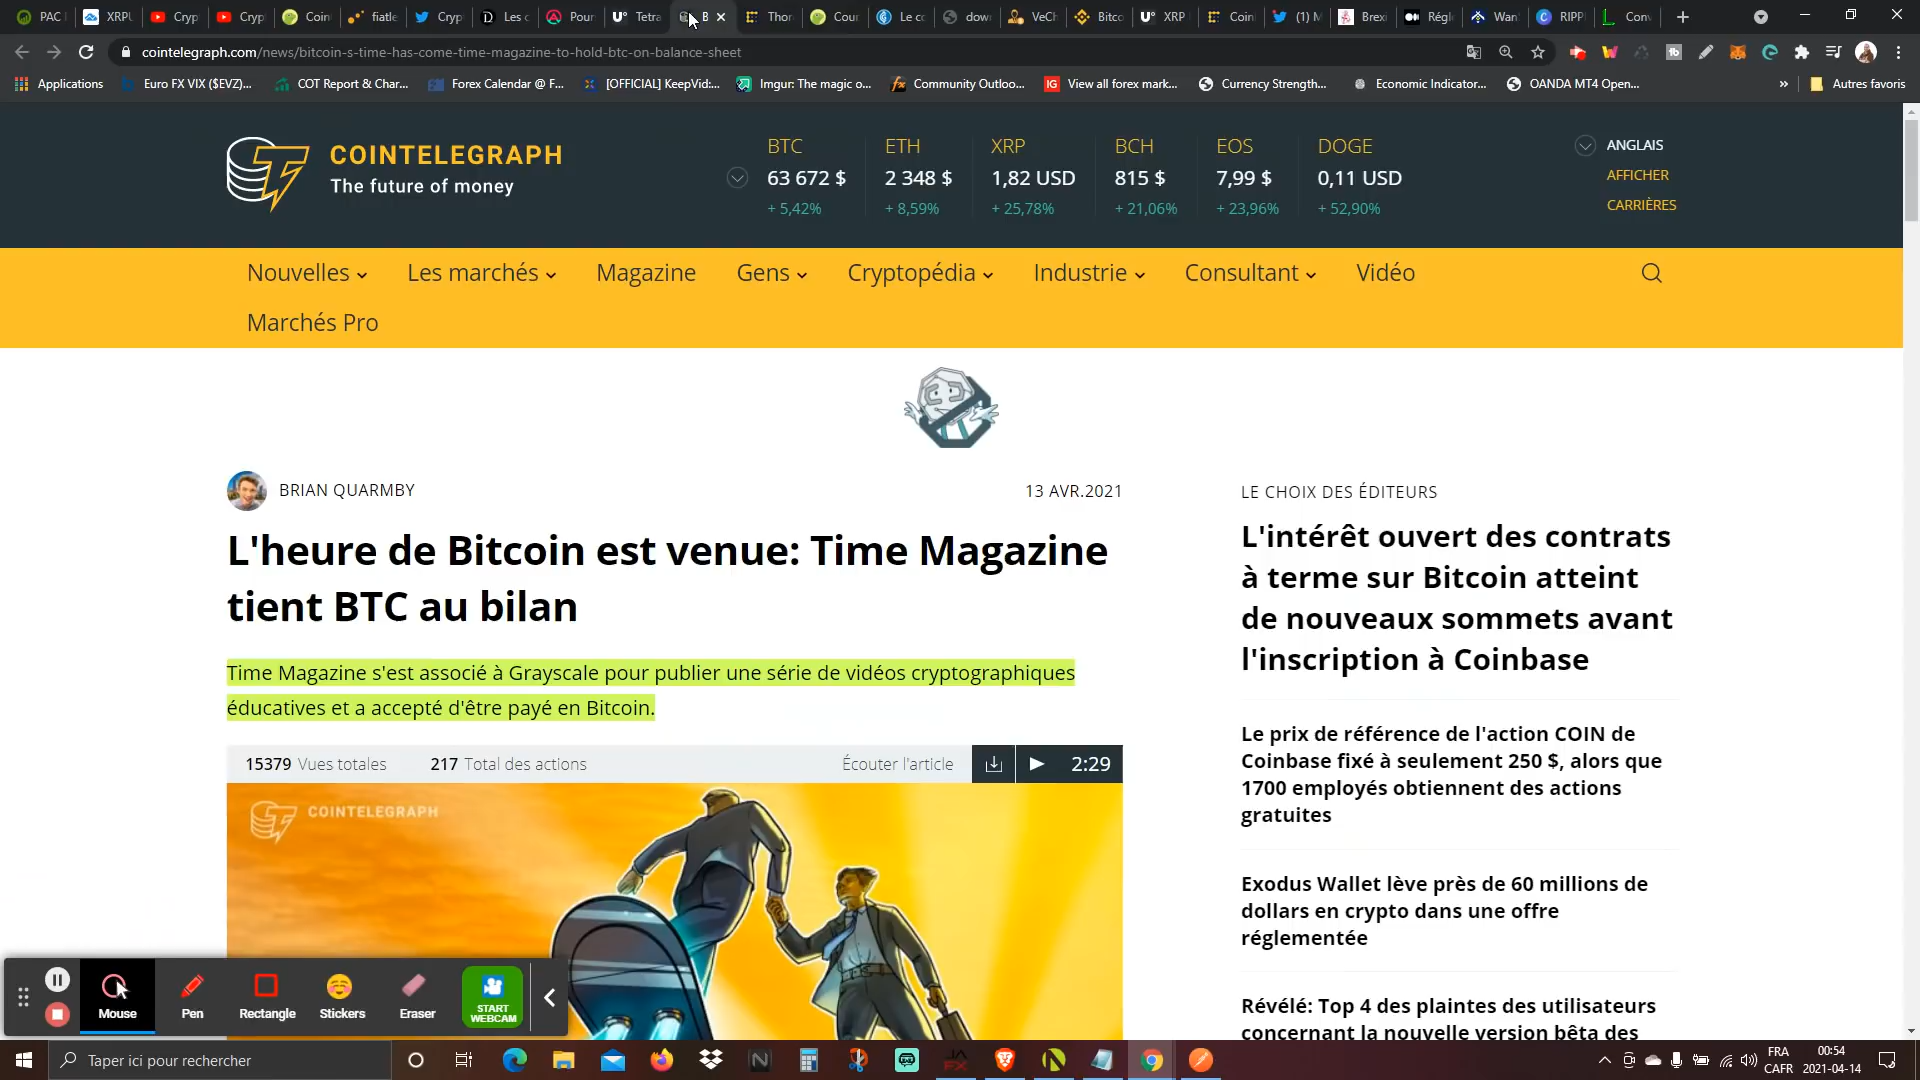 PAC
XRPU
Cryp
Cryp
Coin
fiatle
Cryp
Les c
Poun
Tetra
B
Thor
Cour
Le cc
dow
VeCh
Bitco
XRP
Coin
(1) M
Brexi
Régl
Wan
RIPPI
Conv
cointelegraph.com/news/bitcoin-s-time-has-come-time-magazine-to-hold-btc-on-balance-sheet
Applications
Euro FX VIX ($EVZ)...
COT Report & Char...
Forex Calendar @ F...
[OFFICIAL] KeepVid:...
Imgur: The magic o...
Community Outloo...
IG
View all forex mark...
Currency Strength...
Economic Indicator...
OANDA MT4 Open...
»
Autres favoris
COINTELEGRAPH
The future of money
BTC
63 672 $
+ 5,42%
ETH
2 348 $
+ 8,59%
XRP
1,82 USD
+ 25,78%
BCH
815 $
+ 21,06%
EOS
7,99 $
+ 23,96%
DOGE
0,11 USD
+ 52,90%
ANGLAIS
AFFICHER
CARRIÈRES
Nouvelles
Les marchés
Magazine
Gens
Cryptopédia
Industrie
Consultant
Vidéo
Marchés Pro
BRIAN QUARMBY
13 AVR.2021
L'heure de Bitcoin est venue: Time Magazine
tient BTC au bilan
Time Magazine s'est associé à Grayscale pour publier une série de vidéos cryptographiques
éducatives et a accepté d'être payé en Bitcoin.
15379 Vues totales
217 Total des actions
Écouter l'article
2:29
COINTELEGRAPH
LE CHOIX DES ÉDITEURS
L'intérêt ouvert des contrats
à terme sur Bitcoin atteint
de nouveaux sommets avant
l'inscription à Coinbase
Le prix de référence de l'action COIN de
Coinbase fixé à seulement 250 $, alors que
1700 employés obtiennent des actions
gratuites
Exodus Wallet lève près de 60 millions de
dollars en crypto dans une offre
réglementée
Révélé: Top 4 des plaintes des utilisateurs
concernant la nouvelle version bêta des
Mouse
Pen
Rectangle
Stickers
Eraser
START
WEBCAM
Taper ici pour rechercher
FRA
CAFR
00:54
2021-04-14